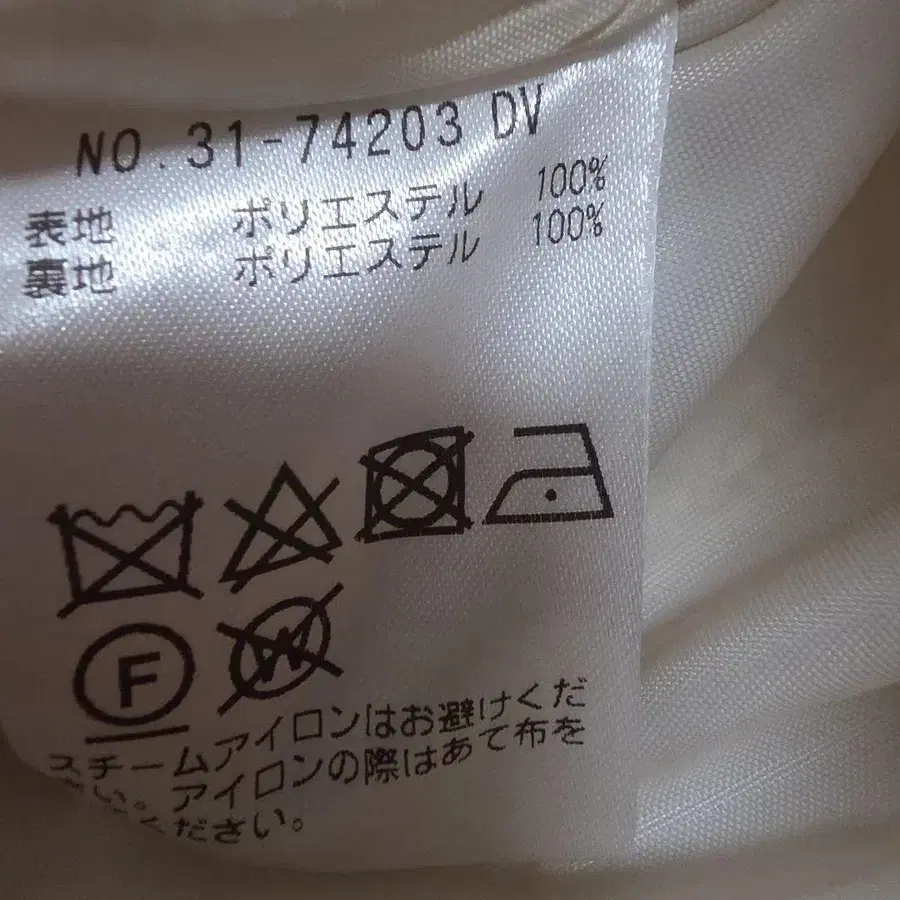 NO.31-74203 DV
表地 ポリエステル 100%
裏地 ポリエステル 100%
F
W
スチームアイロンはお避けくだ
さい。アイロンの際はあて布を
ください。